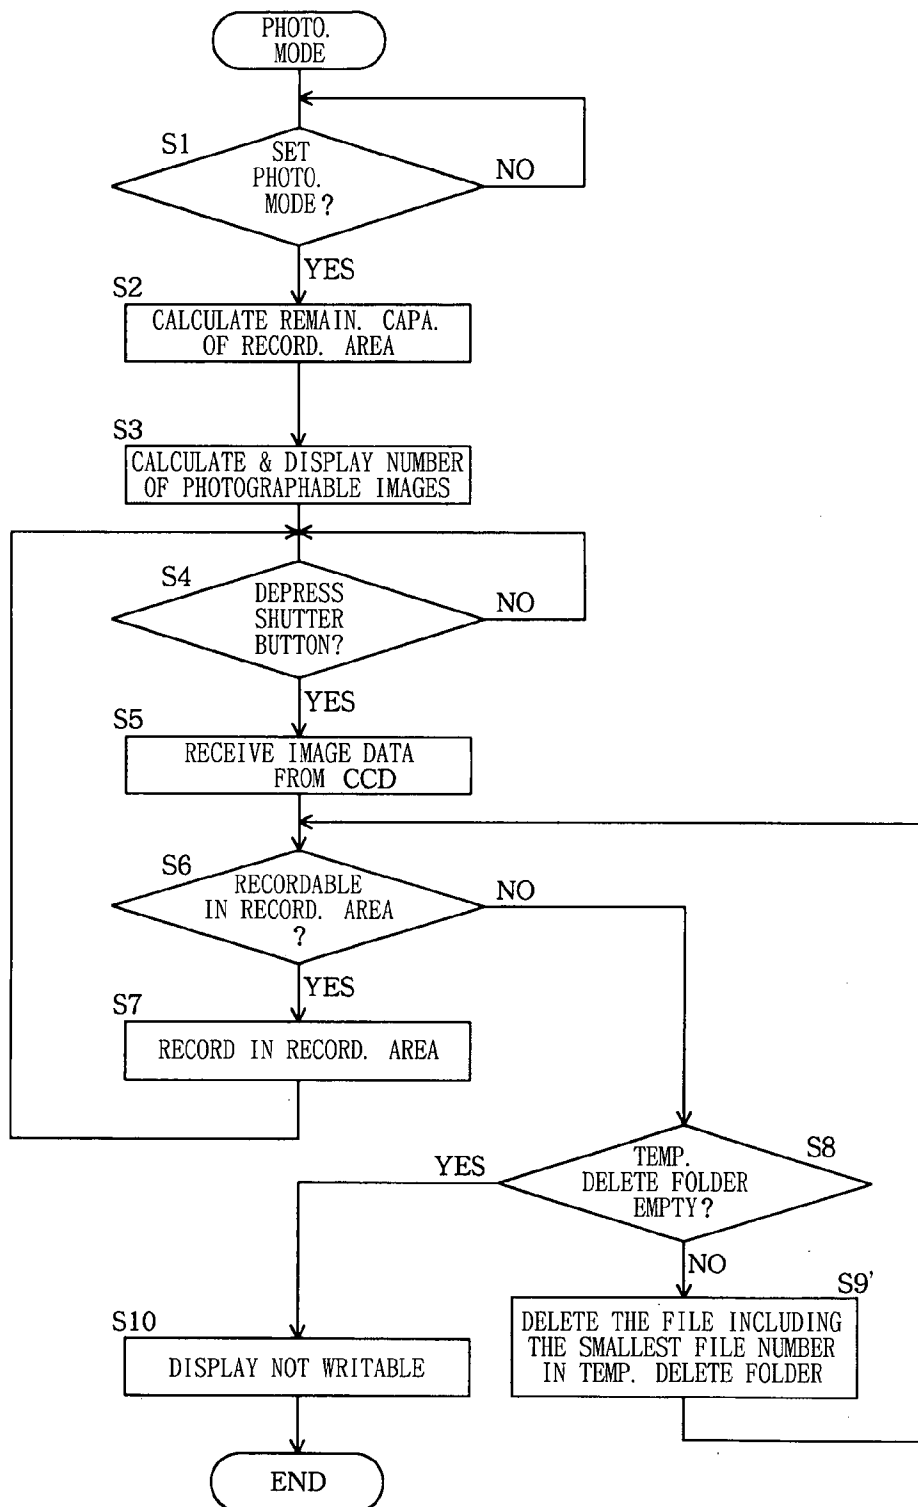 PHOTO.
MODE
S1
SET
PHOTO.
MODE?
NO
YES
S2
CALCULATE REMAIN. CAPA.
OF RECORD. AREA
S3
CALCULATE & DISPLAY NUMBER
OF PHOTOGRAPHABLE IMAGES
S4
DEPRESS
SHUTTER
BUTTON?
NO
YES
S5
RECEIVE IMAGE DATA
FROM CCD
S6
RECORDABLE
IN RECORD. AREA
?
NO
YES
S7
RECORD IN RECORD. AREA
S8
TEMP.
DELETE FOLDER
EMPTY?
YES
NO
S9'
DELETE THE FILE INCLUDING
THE SMALLEST FILE NUMBER
IN TEMP. DELETE FOLDER
S10
DISPLAY NOT WRITABLE
END